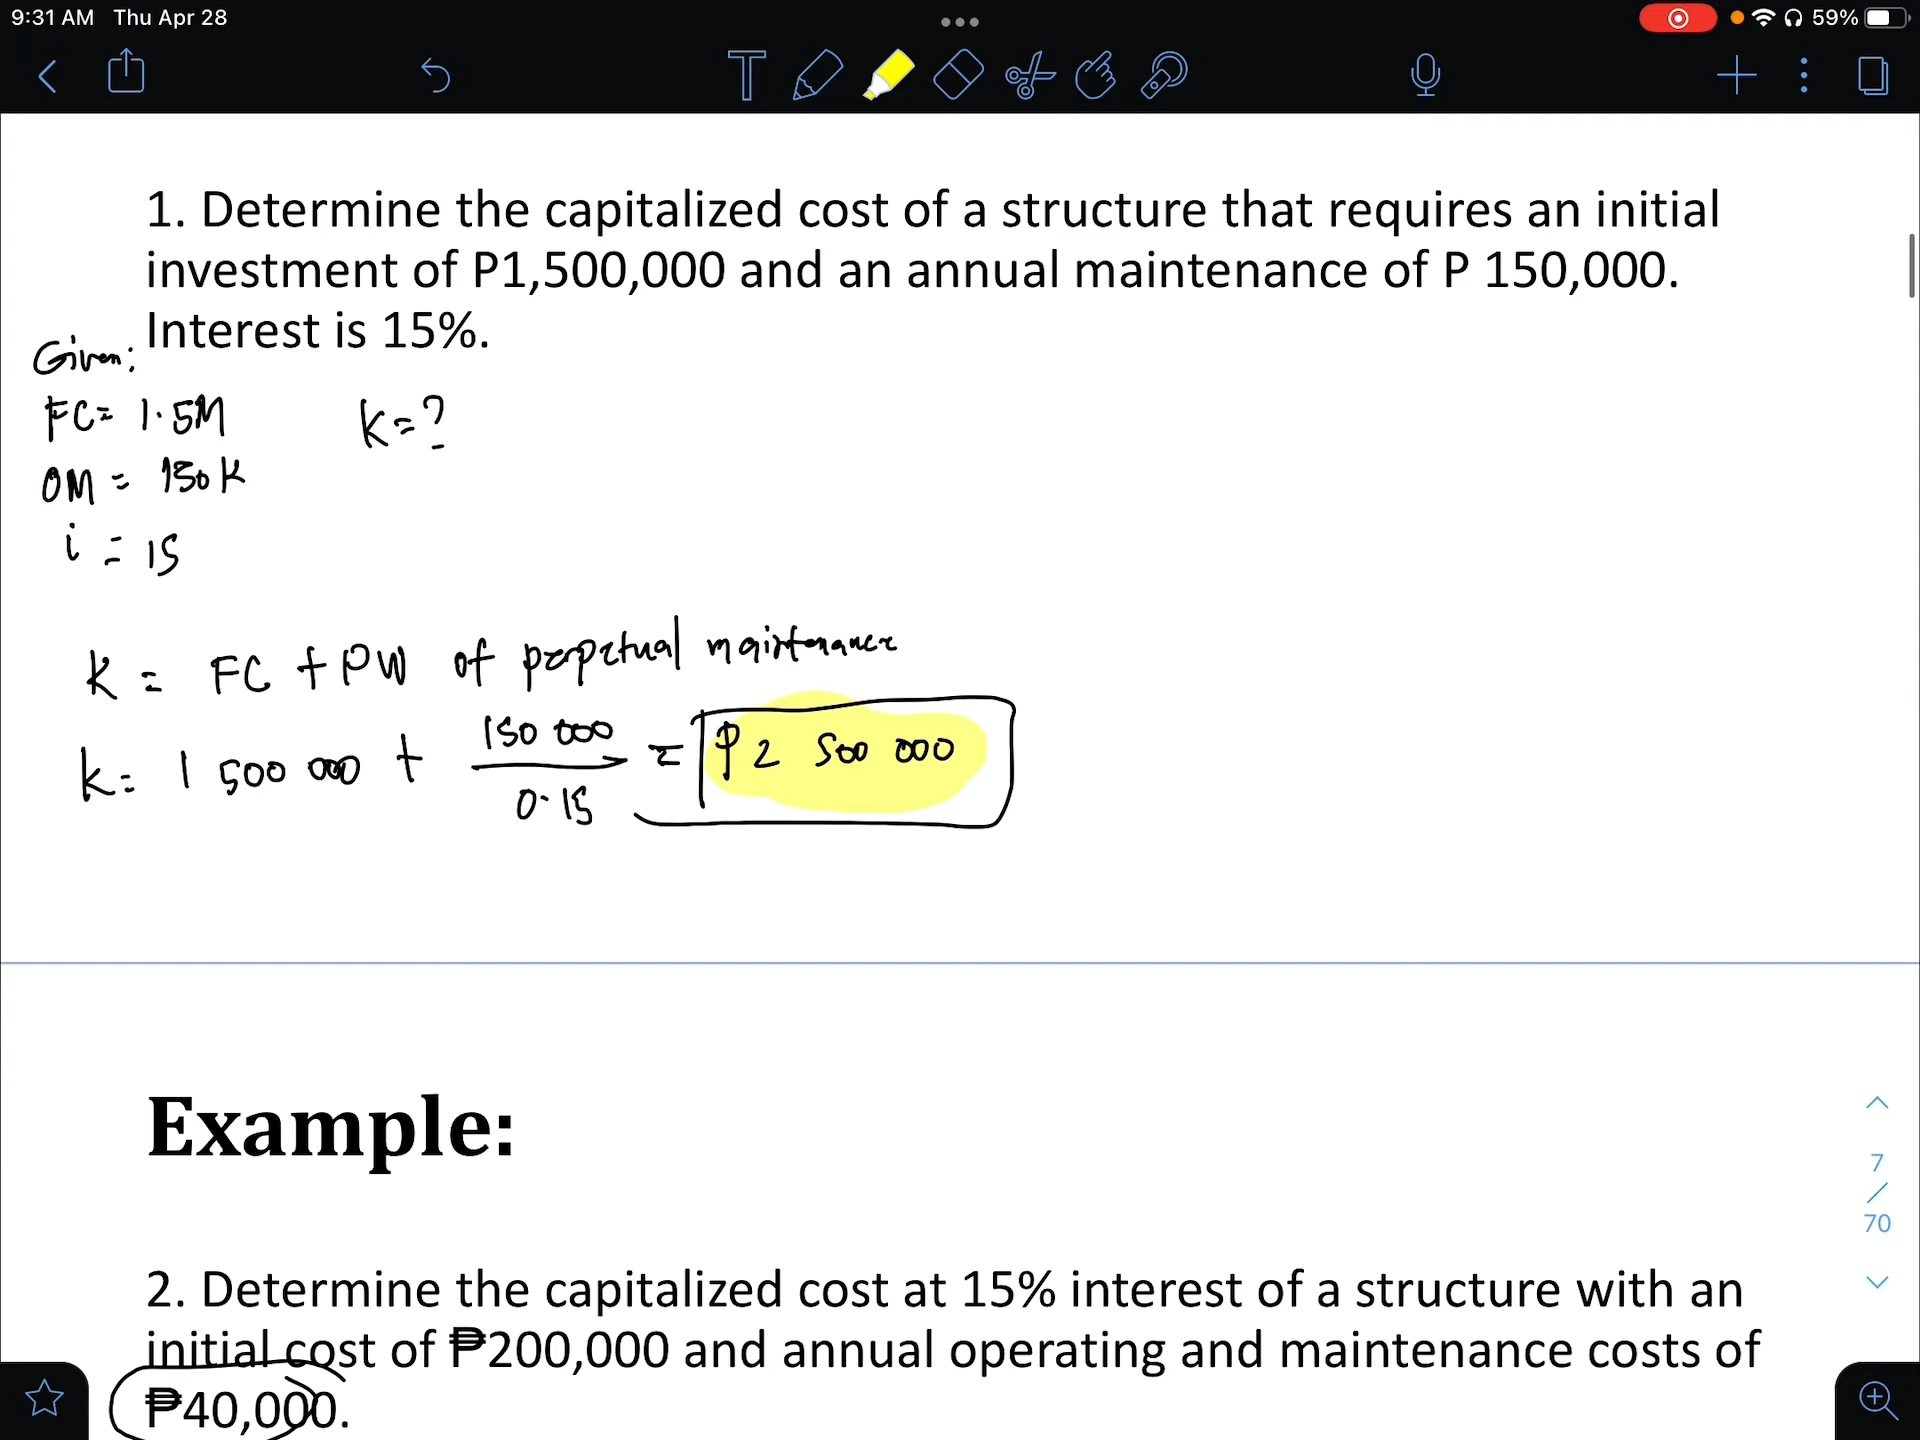 9:31 AM Thu Apr 28
59%
1. Determine the capitalized cost of a structure that requires an initial
investment of P1,500,000 and an annual maintenance of P 150,000.
Interest is 15%.
Given:
FC= 1.5M k=?
OM = 150K
i = 15
K = FC + PW of perpetual maintenance
k= 1 500 000 + 150 000 / 0.15 = ₱2 500 000
Example:
7
/
70
2. Determine the capitalized cost at 15% interest of a structure with an
initial cost of ₱200,000 and annual operating and maintenance costs of
₱40,000.